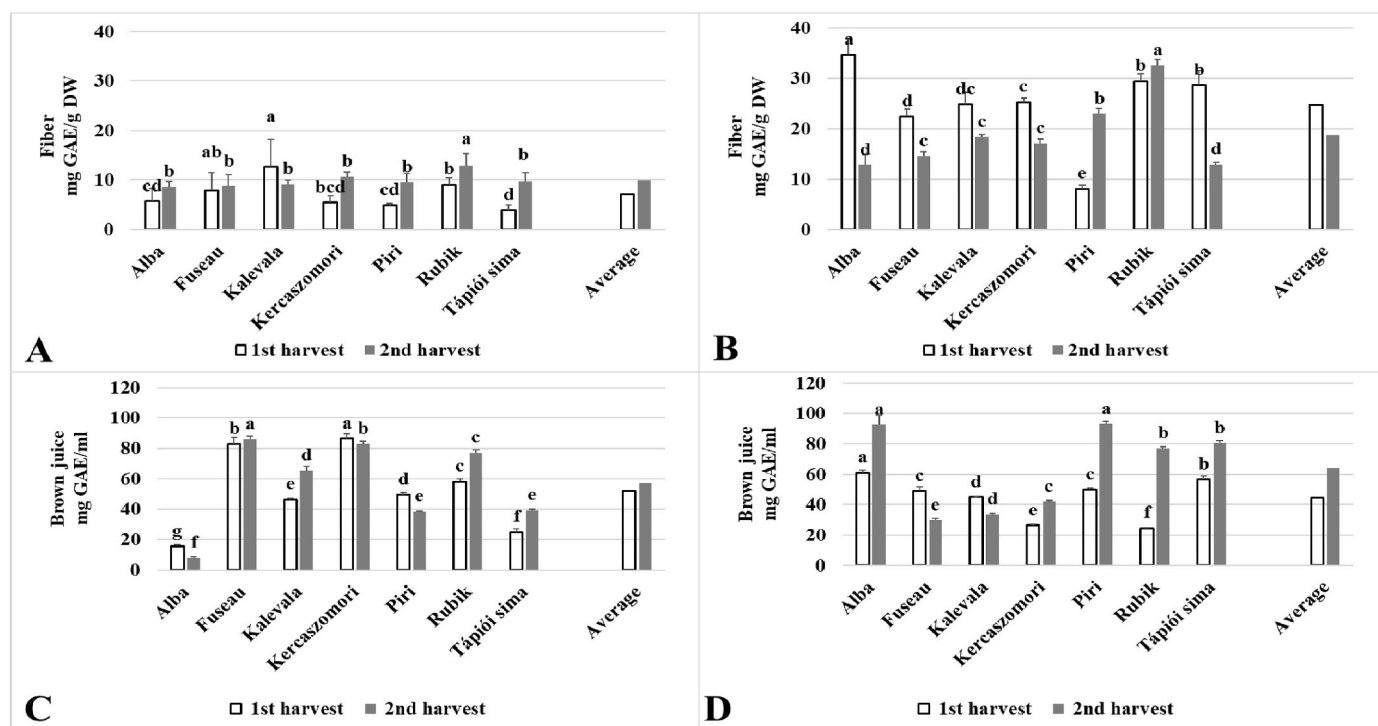 40
30
20
10
0
Fiber
mg GAE/g DW
cd b ab b a b bcd b cd b b a d b
Alba Fuseau Kalevala Kercaszomori Piri Rubik Tápiói sima Average
1st harvest 2nd harvest
A
40
30
20
10
0
Fiber
mg GAE/g DW
a d d c dc c c c e b b a b d
Alba Fuseau Kalevala Kercaszomori Piri Rubik Tápiói sima Average
1st harvest 2nd harvest
B
120
100
80
60
40
20
0
Brown juice
mg GAE/ml
g f b a e d a b d e c c f e
Alba Fuseau Kalevala Kercaszomori Piri Rubik Tápiói sima Average
1st harvest 2nd harvest
C
120
100
80
60
40
20
0
Brown juice
mg GAE/ml
a a c e d d e c c a f b b b
Alba Fuseau Kalevala Kercaszomori Piri Rubik Tápiói sima Average
1st harvest 2nd harvest
D